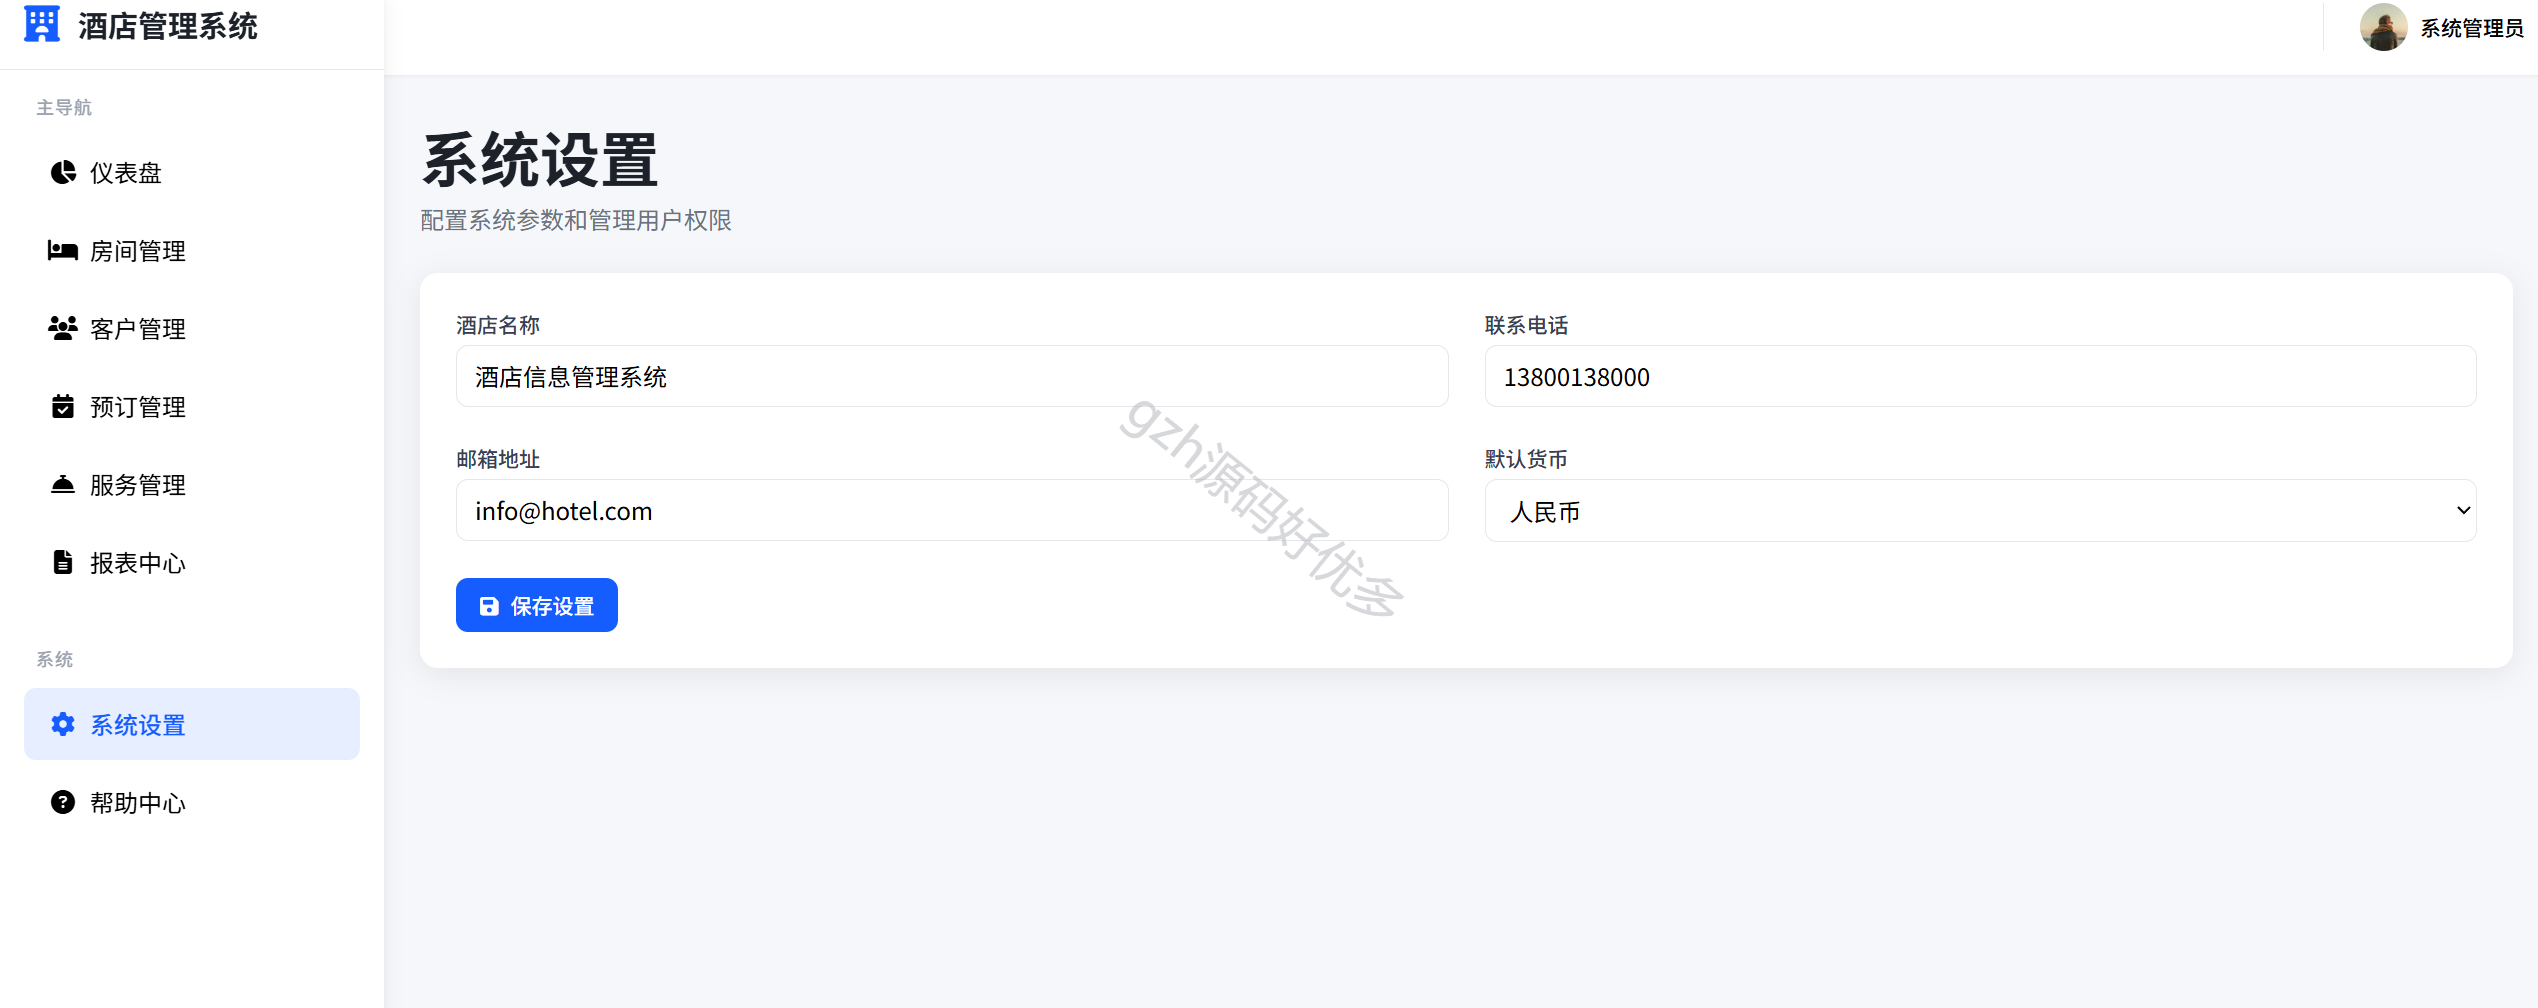 酒店管理系统
系统管理员
主导航
仪表盘
房间管理
客户管理
预订管理
服务管理
报表中心
系统
系统设置
帮助中心
系统设置
配置系统参数和管理用户权限
酒店名称
酒店信息管理系统
联系电话
13800138000
邮箱地址
info@hotel.com
默认货币
人民币
保存设置
gzh源码好优多